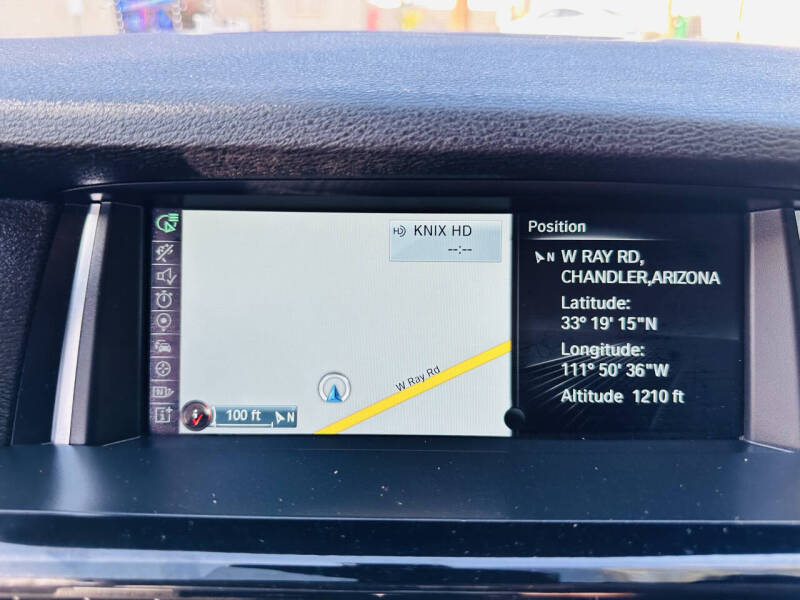 KNIX HD
--:--
W Ray Rd
100 ft N
Position
N W RAY RD,
CHANDLER,ARIZONA
Latitude:
33° 19' 15"N
Longitude:
111° 50' 36"W
Altitude 1210 ft